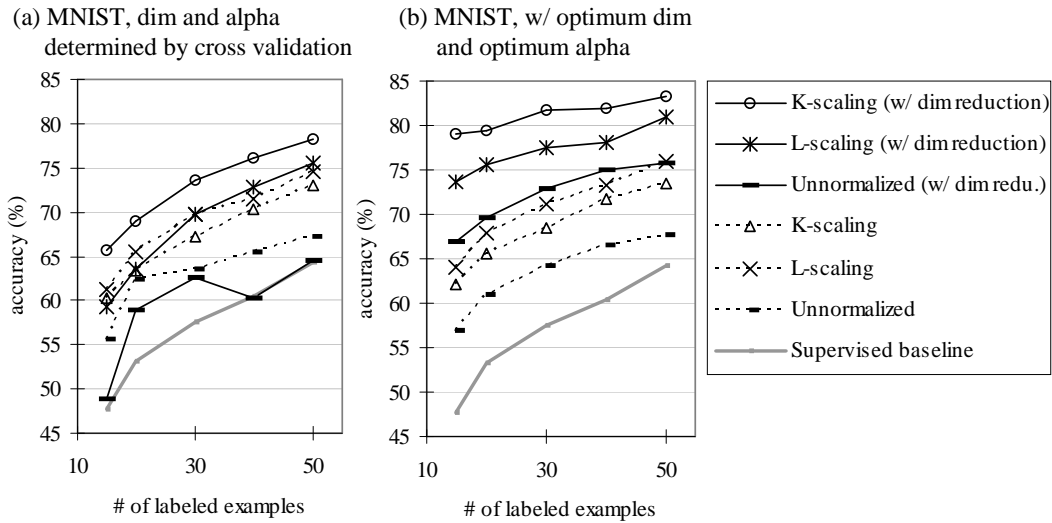 (a) MNIST, dim and alpha
determined by cross validation
85
80
75
70
65
60
55
50
45
accuracy (%)
10
30
50
# of labeled examples
(b) MNIST, w/ optimum dim
and optimum alpha
85
80
75
70
65
60
55
50
45
accuracy (%)
10
30
50
# of labeled examples
K-scaling (w/ dim reduction)
L-scaling (w/ dim reduction)
Unnormalized (w/ dim redu.)
K-scaling
L-scaling
Unnormalized
Supervised baseline